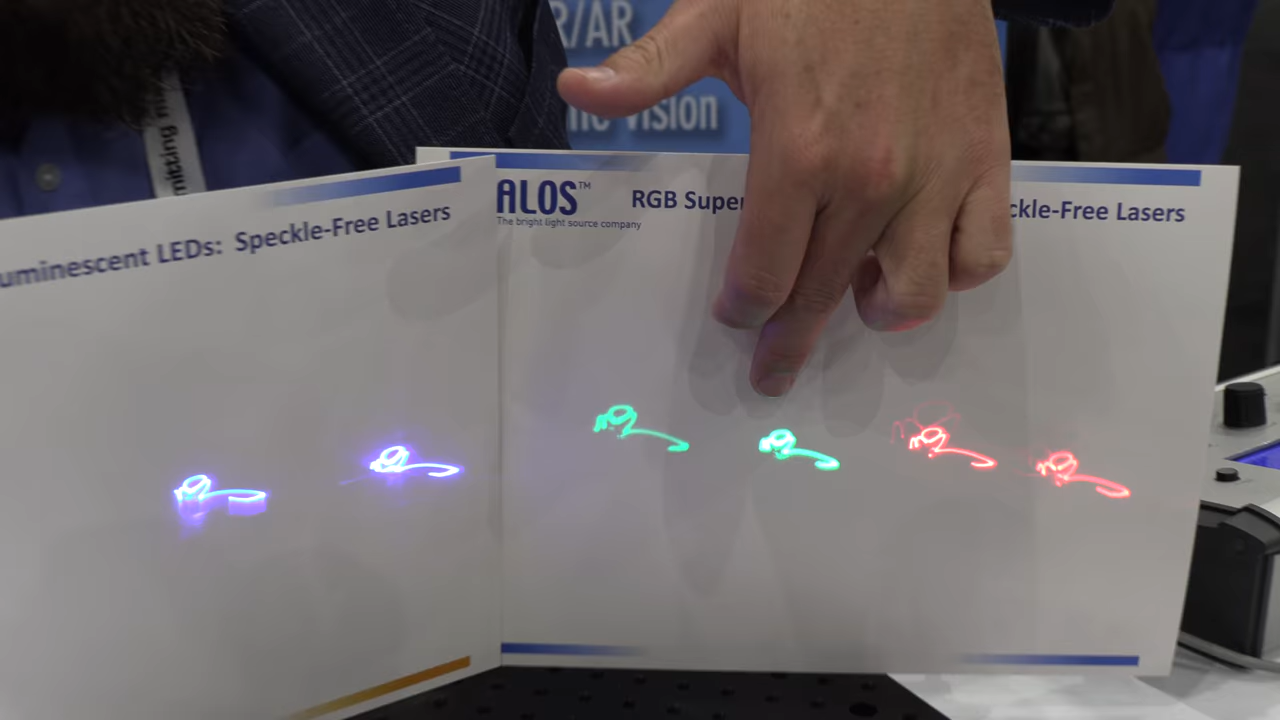 R/AR
vision
mitting
uminescent LEDs: Speckle-Free Lasers
ALOS™
The bright light source company
RGB Super
ckle-Free Lasers